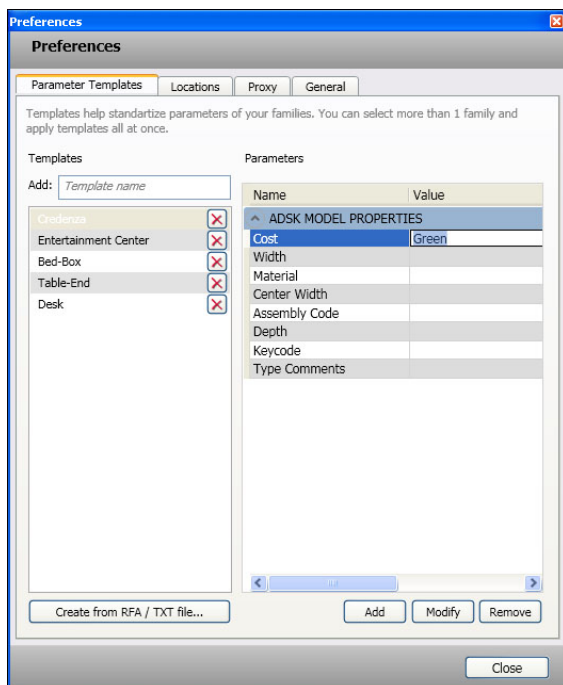 Preferences
Preferences
Parameter Templates
Locations
Proxy
General
Templates help standartize parameters of your families. You can select more than 1 family and
apply templates all at once.
Templates
Add:
Template name
Credenza
Entertainment Center
Bed-Box
Table-End
Desk
Create from RFA / TXT file...
Parameters
Name
Value
ADSK MODEL PROPERTIES
Cost
Green
Width
Material
Center Width
Assembly Code
Depth
Keycode
Type Comments
Add
Modify
Remove
Close